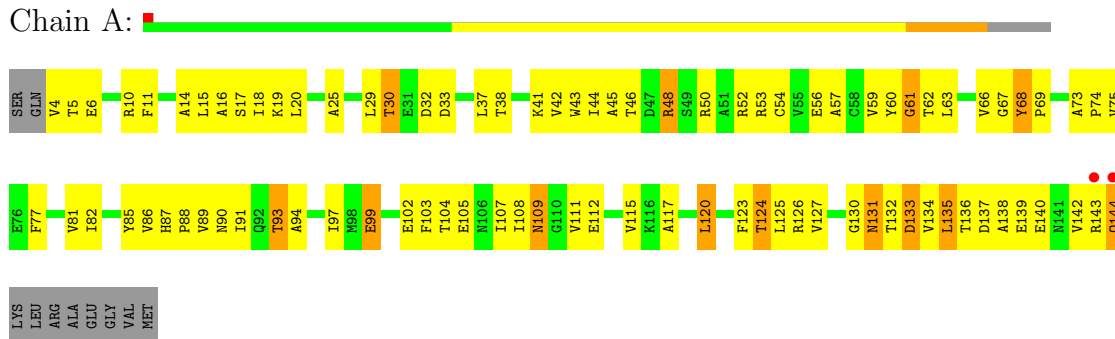 Chain A:
SER GLN V4 T5 E6 R10 F11 A14 L15 A16 S17 I18 K19 L20 A25 L29 T30 E31 D32 D33 L37 T38 K41 V42 W43 I44 A45 T46 D47 R48 S49 R50 A51 R52 R53 C54 V55 E56 A57 C58 V59 Y60 G61 T62 L63 V66 G67 Y68 P69 A73 P74 V75
E76 F77 V81 I82 Y85 V86 H87 P88 V89 N90 I91 Q92 T93 A94 I97 M98 E99 E102 F103 T104 E105 N106 I107 I108 N109 G110 V111 E112 V115 K116 A117 L120 F123 T124 L125 R126 V127 G130 N131 T132 D133 V134 L135 T136 D137 A138 E139 E140 N141 V142 R143
LYS LEU ARG ALA GLU GLY VAL MET